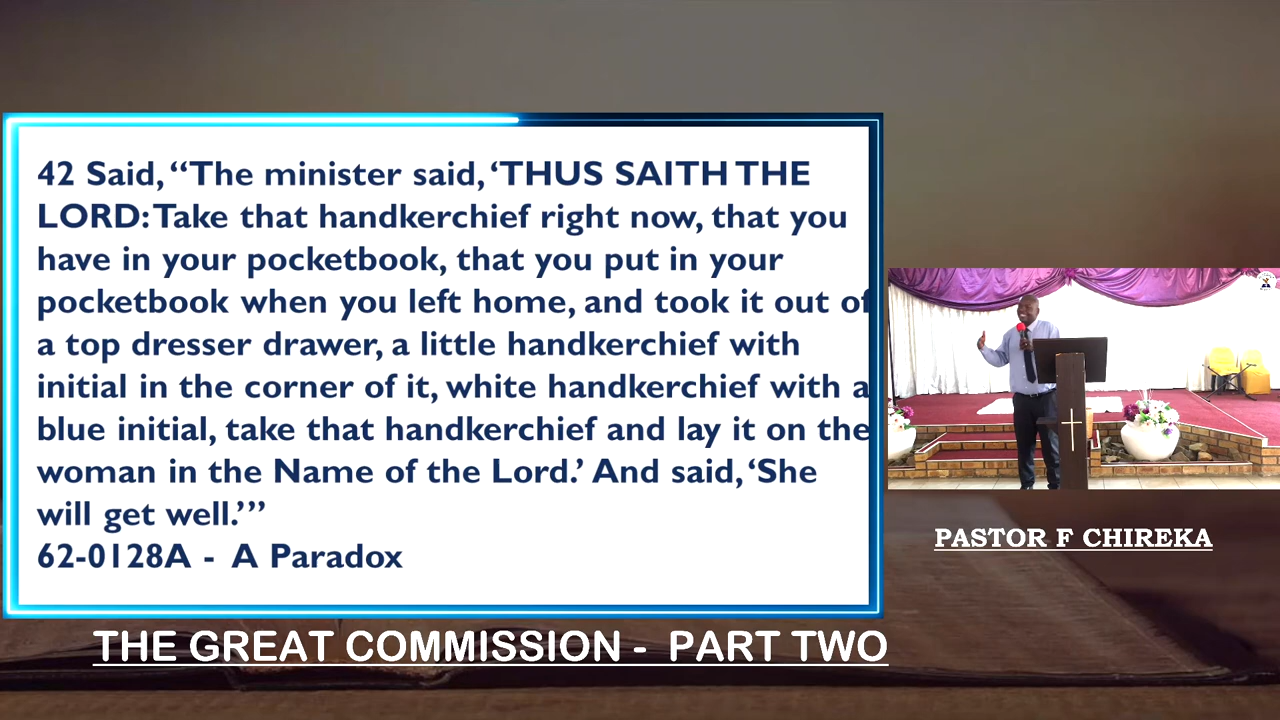 42 Said, “The minister said, ‘THUS SAITH THE
LORD: Take that handkerchief right now, that you
have in your pocketbook, that you put in your
pocketbook when you left home, and took it out of
a top dresser drawer, a little handkerchief with
initial in the corner of it, white handkerchief with a
blue initial, take that handkerchief and lay it on the
woman in the Name of the Lord.’ And said, ‘She
will get well.’”
62-0128A - A Paradox
PASTOR F CHIREKA
THE GREAT COMMISSION - PART TWO